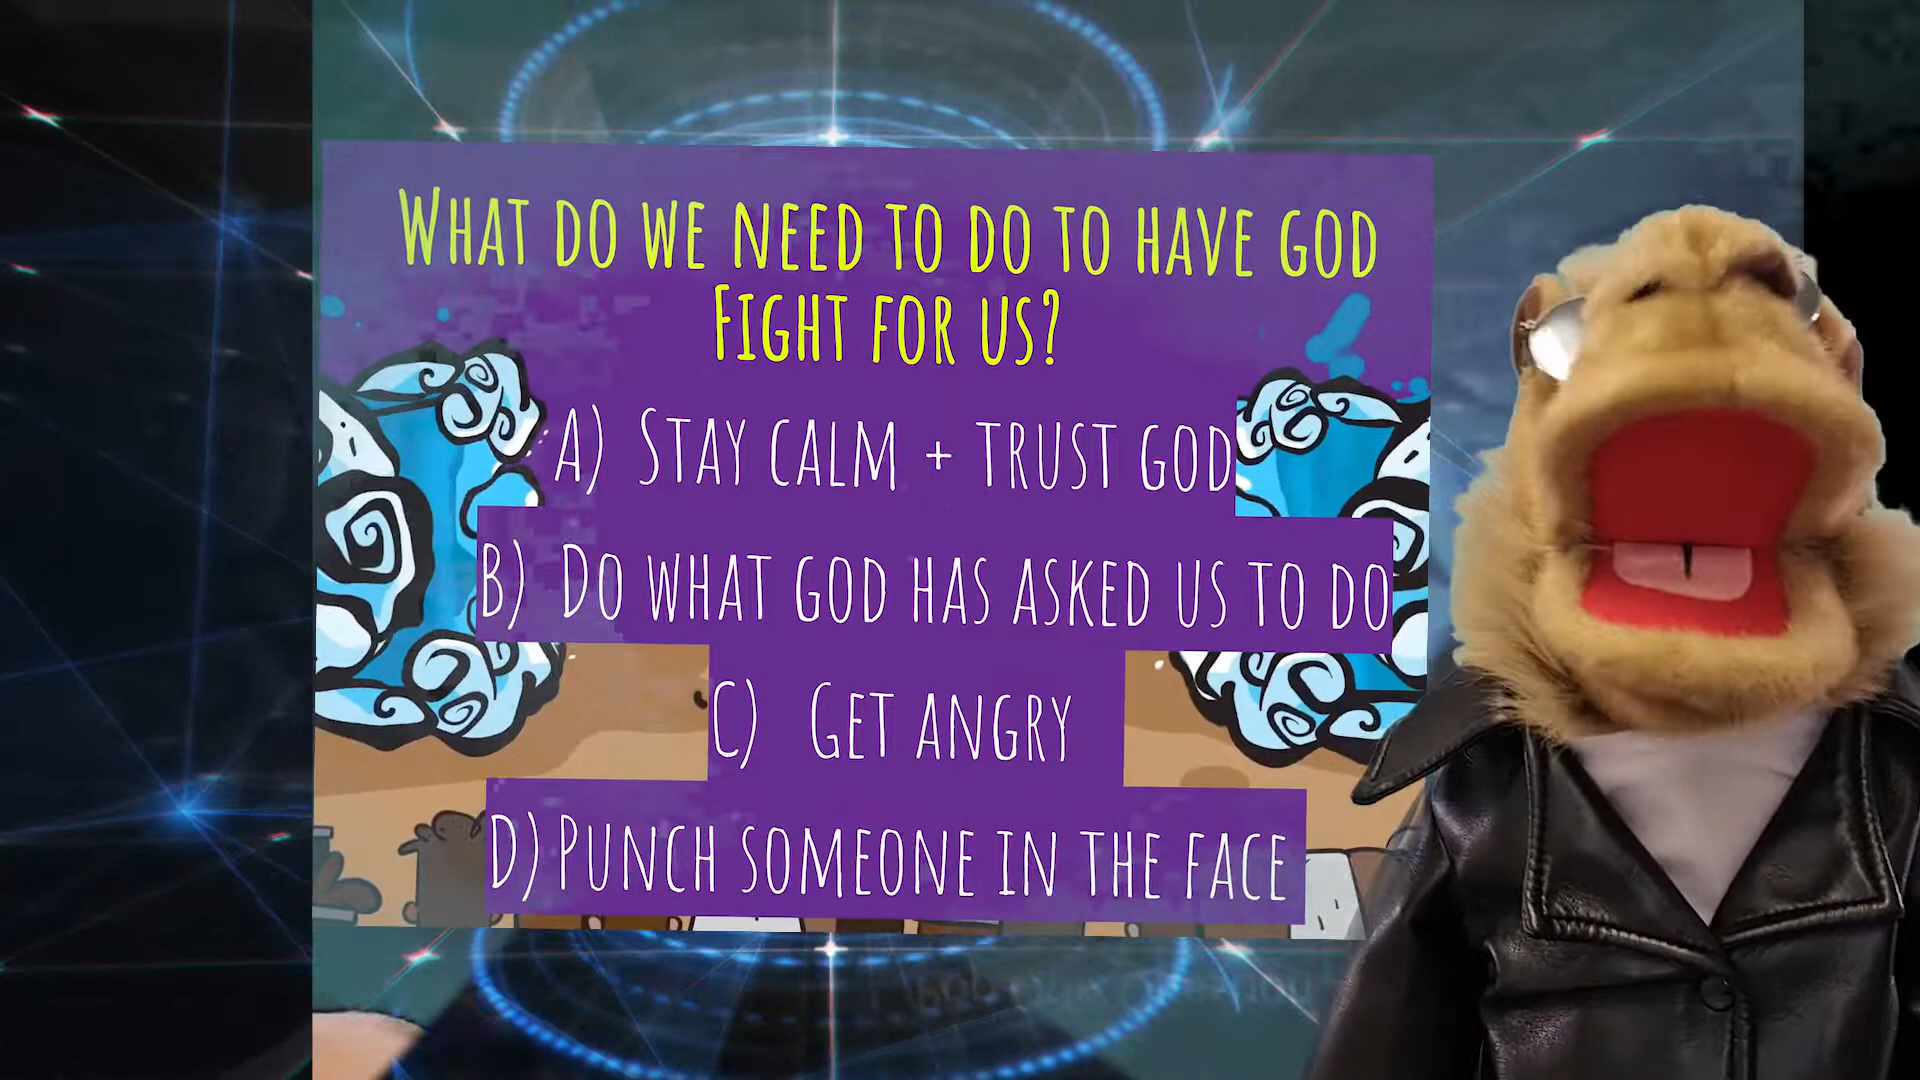 What do we need to do to have God
Fight for us?
A) Stay calm + trust God
B) Do what God has asked us to do
C) Get angry
D) Punch someone in the face